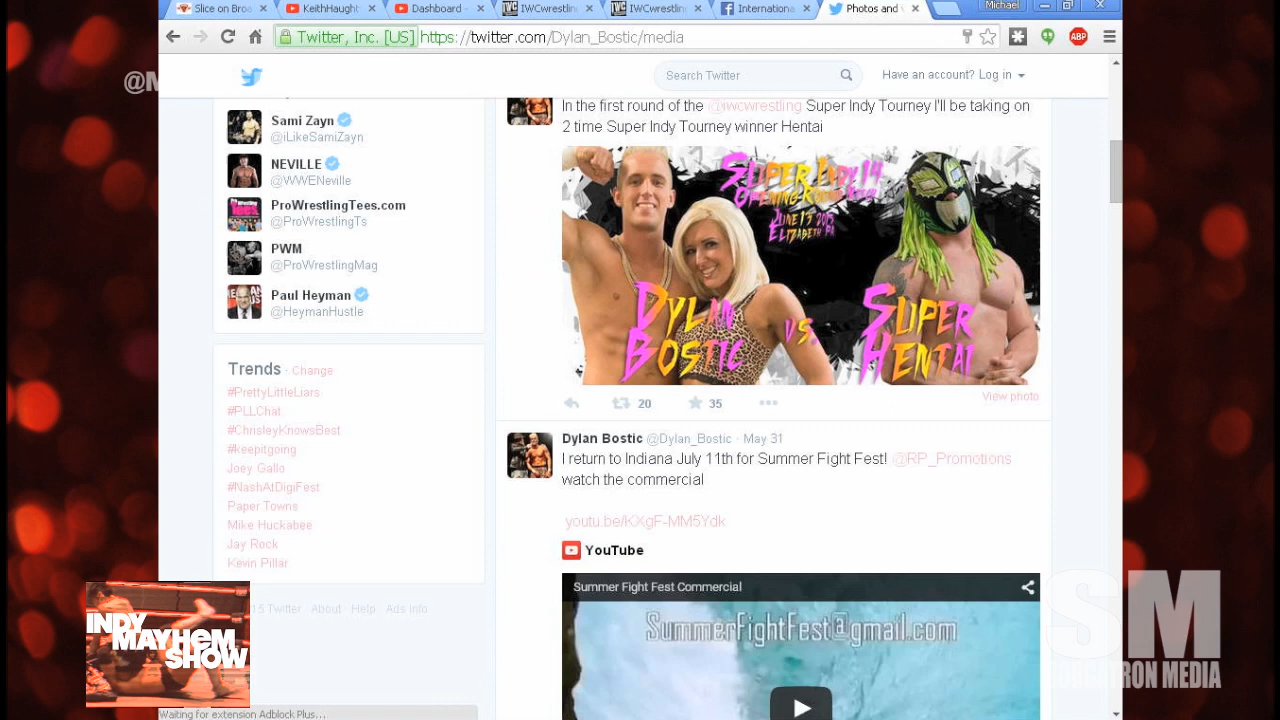 Slice on Broa
KeithHaught
Dashboard -
IWCwrestling
IWCwrestling
Internationa
Photos and
Michael
Twitter, Inc. [US] https://twitter.com/Dylan_Bostic/media
ABP
@M
Search Twitter
Have an account? Log in
Sami Zayn
@iLikeSamiZayn
NEVILLE
@WWENeville
ProWrestlingTees.com
@ProWrestlingTs
PWM
@ProWrestlingMag
Paul Heyman
@HeymanHustle
Trends · Change
#PrettyLittleLiars
#PLLChat
#ChrisleyKnowsBest
#keepitgoing
Joey Gallo
#NashAtDigiFest
Paper Towns
Mike Huckabee
Jay Rock
Kevin Pillar
15 Twitter About Help Ads info
In the first round of the @iwcwrestling Super Indy Tourney I'll be taking on
2 time Super Indy Tourney winner Hentai
Super Indy 14
Opening Round
June 13 2015
Elizabeth PA
Dylan
Bostic
vs.
Super
Hentai
20
35
View photo
Dylan Bostic @Dylan_Bostic · May 31
I return to Indiana July 11th for Summer Fight Fest! @RP_Promotions
watch the commercial
youtu.be/KXgF-MM5Ydk
YouTube
Summer Fight Fest Commercial
SummerFightFest@gmail.com
INDY
MAYHEM
SHOW
SM
SORGATRON MEDIA
Waiting for extension Adblock Plus...